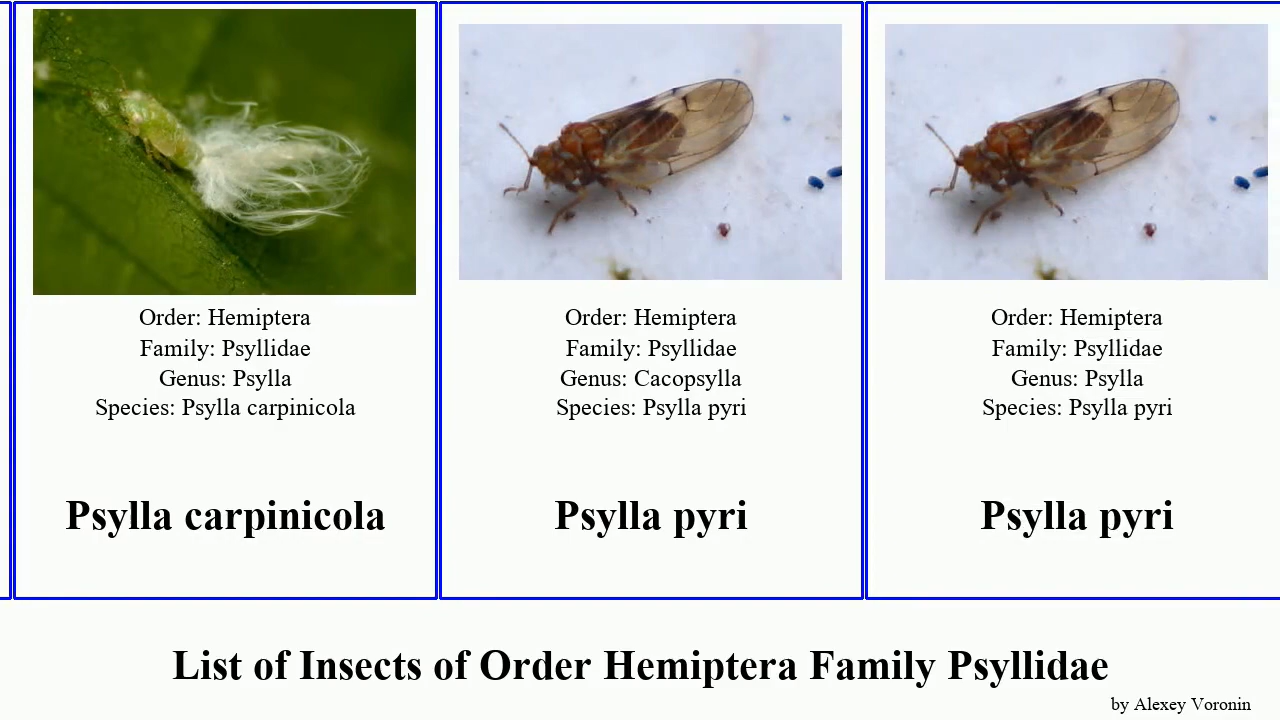 Order: Hemiptera
Family: Psyllidae
Genus: Psylla
Species: Psylla carpinicola
Psylla carpinicola
Order: Hemiptera
Family: Psyllidae
Genus: Cacopsylla
Species: Psylla pyri
Psylla pyri
Order: Hemiptera
Family: Psyllidae
Genus: Psylla
Species: Psylla pyri
Psylla pyri
List of Insects of Order Hemiptera Family Psyllidae
by Alexey Voronin